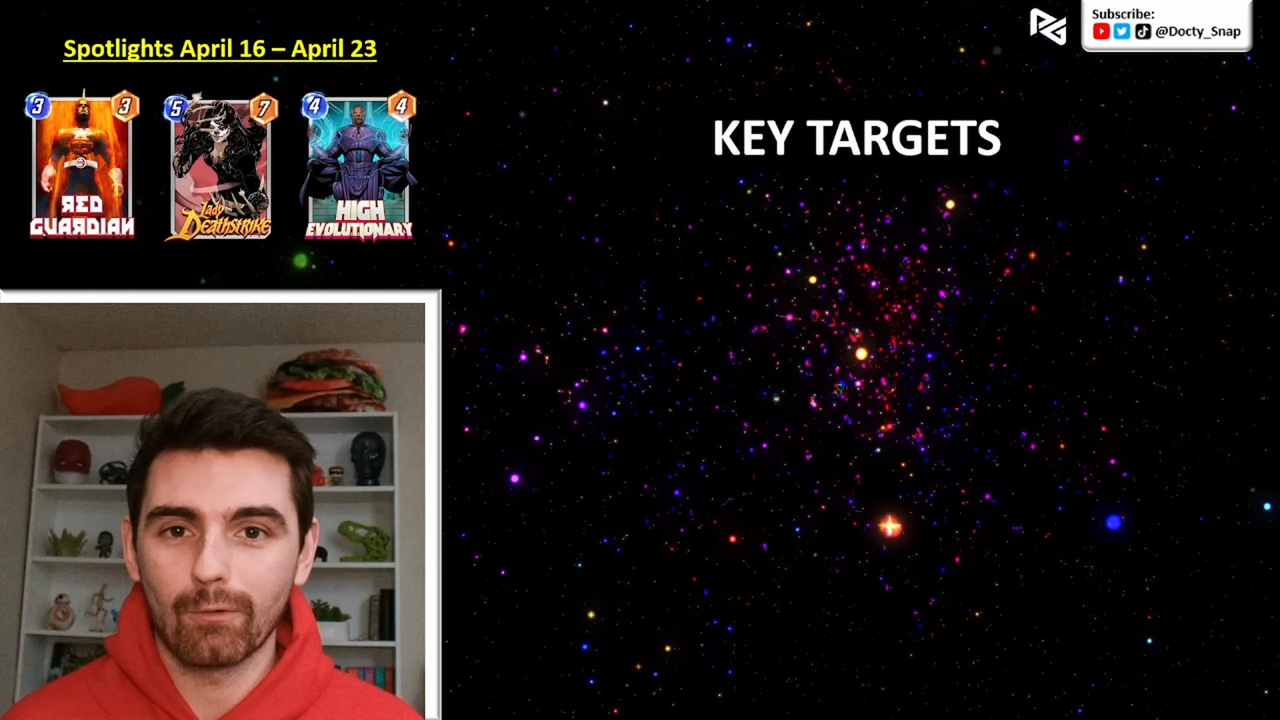 Spotlights April 16 – April 23
3 3
RED
GUARDIAN
5 7
Lady
Deathstrike
4 4
HIGH
EVOLUTIONARY
KEY TARGETS
Subscribe:
@Docty_Snap